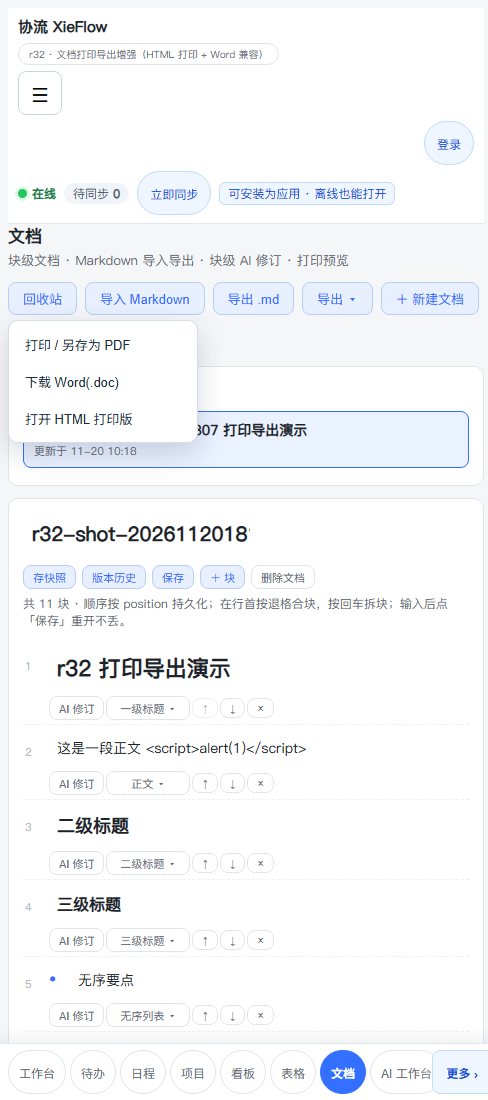 协流 XieFlow
r32 · 文档打印导出增强（HTML 打印 + Word 兼容）
☰
登录
在线 待同步 0 立即同步 可安装为应用 · 离线也能打开
文档
块级文档 · Markdown 导入导出 · 块级 AI 修订 · 打印预览
回收站 导入 Markdown 导出 .md 导出 ＋ 新建文档
打印 / 另存为 PDF
下载 Word(.doc)
打开 HTML 打印版
307 打印导出演示
更新于 11-20 10:18
r32-shot-2026112018
存快照 版本历史 保存 ＋ 块 删除文档
共 11 块 · 顺序按 position 持久化；在行首按退格合块，按回车拆块；输入后点
「保存」重开不丢。
1 r32 打印导出演示
AI 修订 一级标题 ↑ ↓ ×
2 这是一段正文 <script>alert(1)</script>
AI 修订 正文 ↑ ↓ ×
3 二级标题
AI 修订 二级标题 ↑ ↓ ×
4 三级标题
AI 修订 三级标题 ↑ ↓ ×
5 • 无序要点
AI 修订 无序列表 ↑ ↓ ×
工作台 待办 日程 项目 看板 表格 文档 AI 工作台 更多 ›